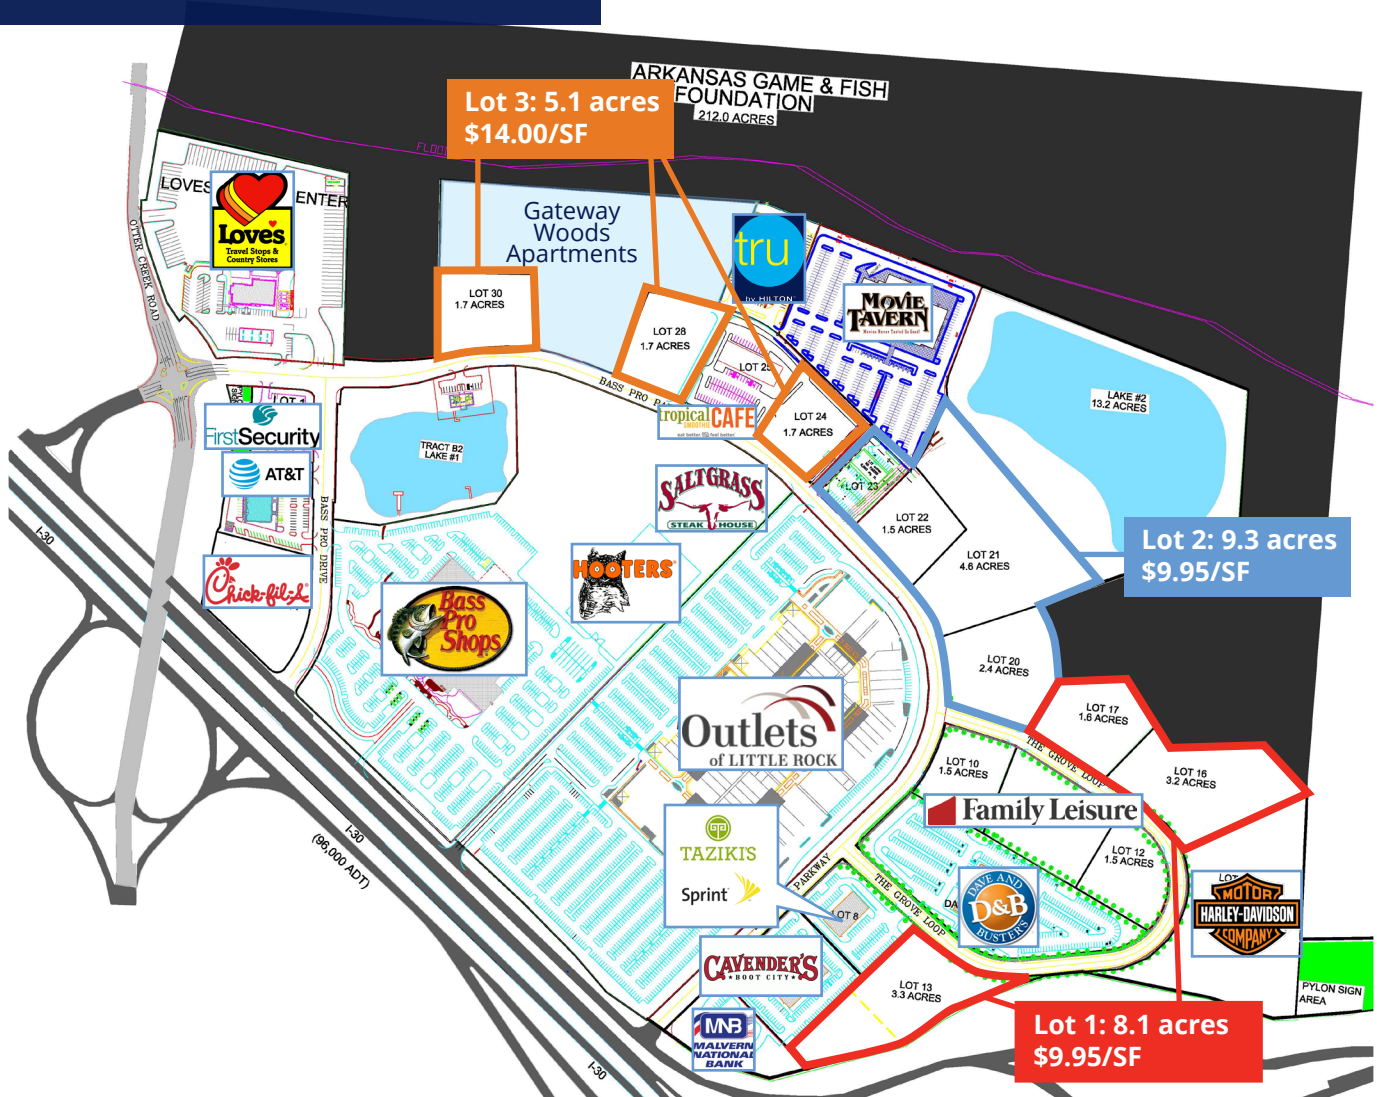 ARKANSAS GAME & FISH
FOUNDATION
212.0 ACRES
Lot 3: 5.1 acres
$14.00/SF
LOVES
ENTER
Love's
Travel Stops &
Country Stores
OTTER CREEK ROAD
Gateway
Woods
Apartments
tru
by HILTON
MOVIE
TAVERN
LOT 30
1.7 ACRES
LOT 28
1.7 ACRES
LOT 25
LOT 24
1.7 ACRES
BASS PRO
tropical
SMOOTHIE
CAFE
eat better. feel better.
LAKE #2
13.2 ACRES
LOT 1
FirstSecurity
AT&T
TRACT B2
LAKE #1
SALTGRASS
STEAK HOUSE
LOT 23
LOT 22
1.5 ACRES
LOT 21
4.6 ACRES
Lot 2: 9.3 acres
$9.95/SF
I-30
BASS PRO DRIVE
Chick-fil-A
HOOTERS
Bass
Pro
Shops
LOT 20
2.4 ACRES
Outlets
of LITTLE ROCK
LOT 17
1.6 ACRES
THE GROVE LOOP
LOT 16
3.2 ACRES
LOT 10
1.5 ACRES
Family Leisure
LOT 12
1.5 ACRES
I-30
(96,000 ADT)
TAZIKI'S
Sprint
PARKWAY
THE GROVE LOOP
LOT 8
DAVE AND
D&B
BUSTERS
MOTOR
HARLEY-DAVIDSON
COMPANY
CAVENDER'S
BOOT CITY
LOT 13
3.3 ACRES
PYLON SIGN
AREA
MNB
MALVERN
NATIONAL
BANK
Lot 1: 8.1 acres
$9.95/SF
I-30